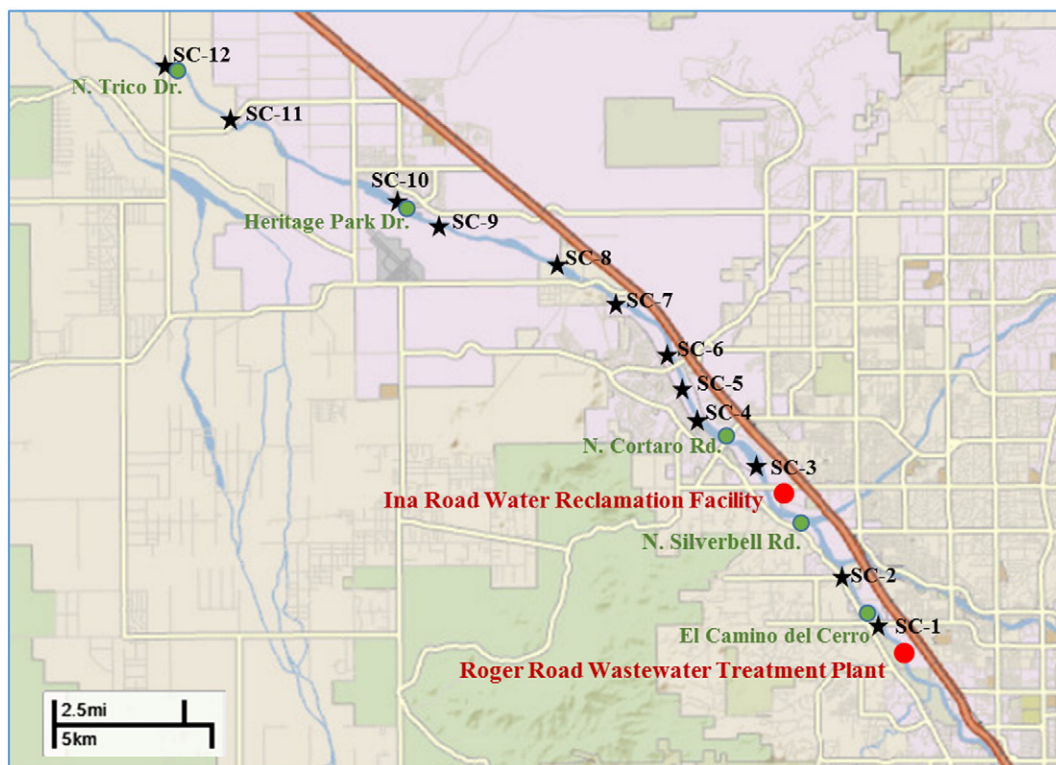 SC-12
N. Trico Dr.
SC-11
SC-10
Heritage Park Dr.
SC-9
SC-8
SC-7
SC-6
SC-5
SC-4
N. Cortaro Rd.
SC-3
Ina Road Water Reclamation Facility
N. Silverbell Rd.
SC-2
El Camino del Cerro
SC-1
Roger Road Wastewater Treatment Plant
2.5mi
5km